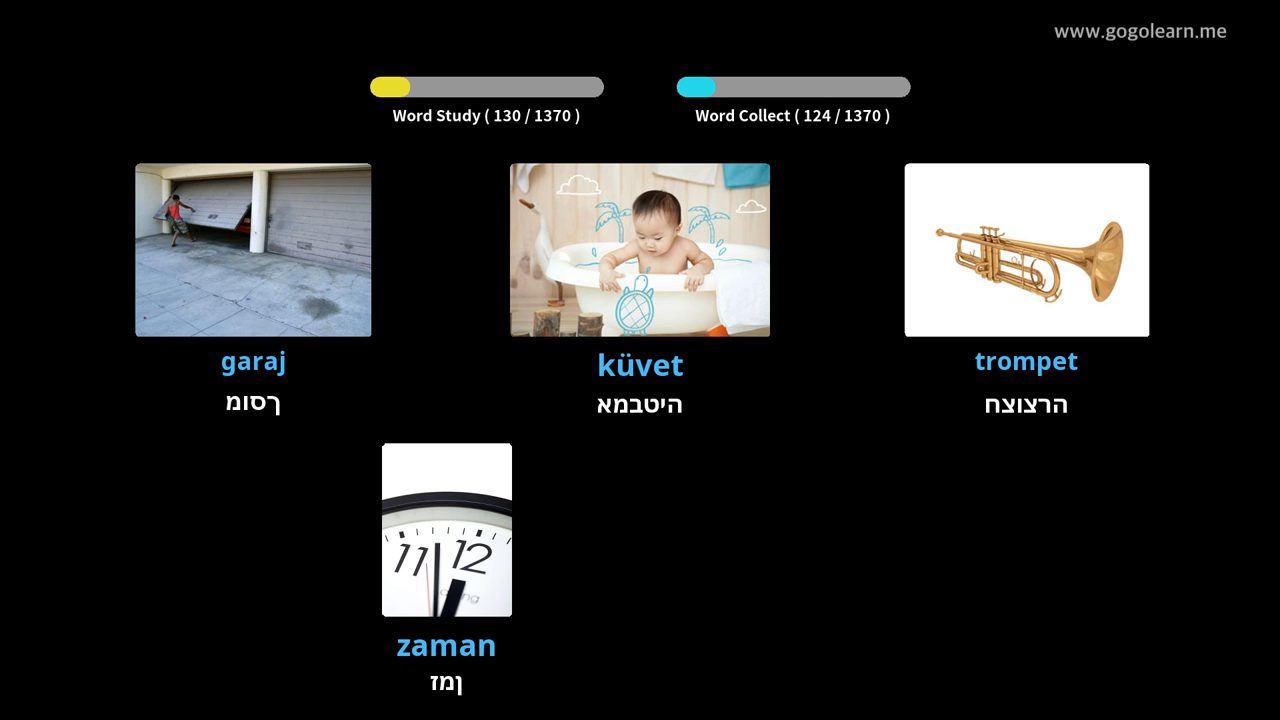 www.gogolearn.me
Word Study ( 130 / 1370 )
Word Collect ( 124 / 1370 )
garaj
ךסומ
küvet
היטבמא
trompet
הרצוצח
11 12
zaman
ןמז